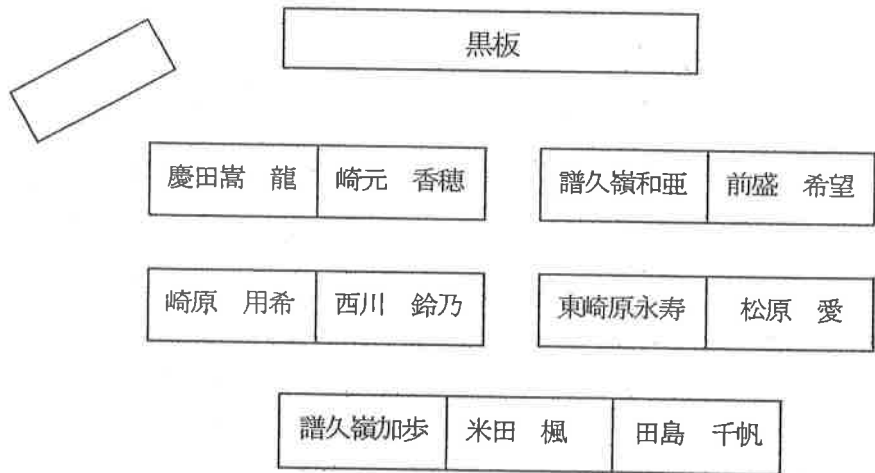 黒板
慶田嵩　龍　崎元　香穂　譜久嶺和亜　前盛　希望
崎原　用希　西川　鈴乃　東崎原永寿　松原　愛
譜久嶺加歩　米田　楓　田島　千帆